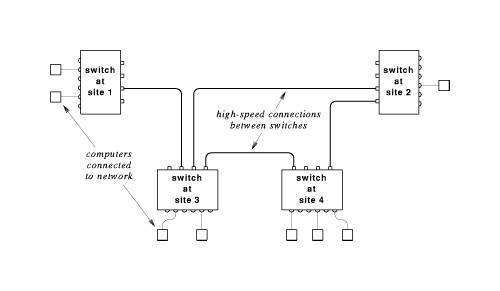 switch
at
site 1
switch
at
site 2
high-speed connections
between switches
computers
connected
to network
switch
at
site 3
switch
at
site 4